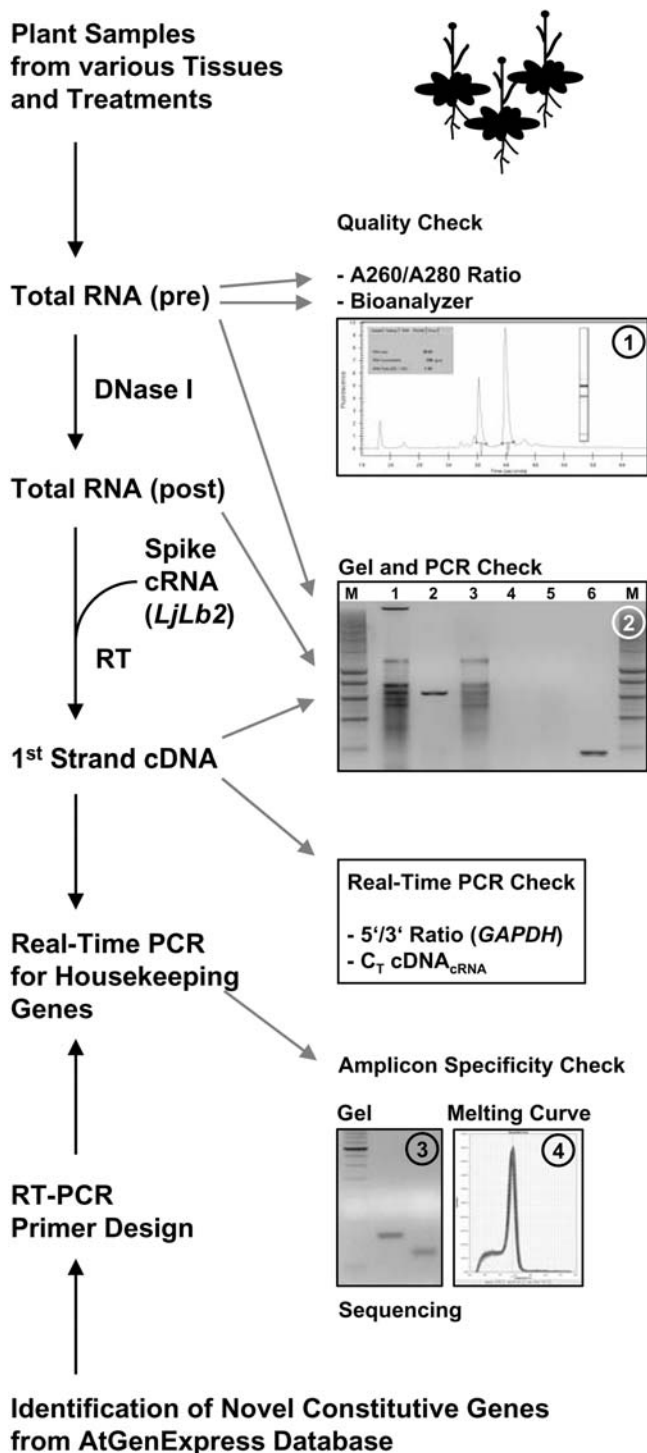 Plant Samples
from various Tissues
and Treatments
Quality Check
- A260/A280 Ratio
- Bioanalyzer
Total RNA (pre)
1
Fluorescence
Time (seconds)
DNase I
Total RNA (post)
Spike
cRNA
(LjLb2)
RT
Gel and PCR Check
M 1 2 3 4 5 6 M
2
1st Strand cDNA
Real-Time PCR Check
- 5‘/3‘ Ratio (GAPDH)
- CT cDNAcRNA
Real-Time PCR
for Housekeeping
Genes
Amplicon Specificity Check
Gel Melting Curve
3 4
RT-PCR
Primer Design
Sequencing
Identification of Novel Constitutive Genes
from AtGenExpress Database